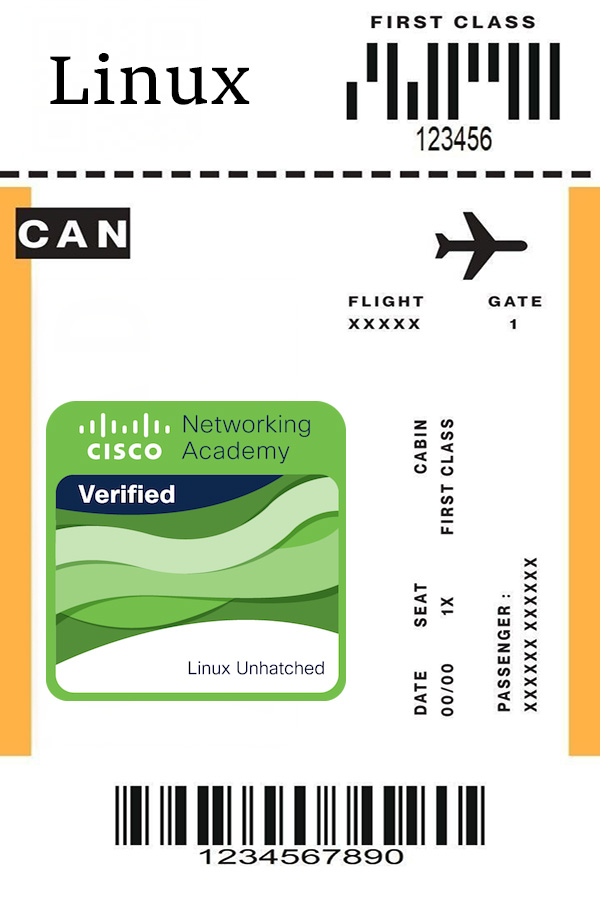 FIRST CLASS
Linux
123456
CAN
FLIGHT
XXXXX
GATE
1
CISCO
Networking
Academy
Verified
Linux Unhatched
CABIN
FIRST CLASS
SEAT
1X
DATE
00/00
PASSENGER :
XXXXXX XXXXXX
1234567890